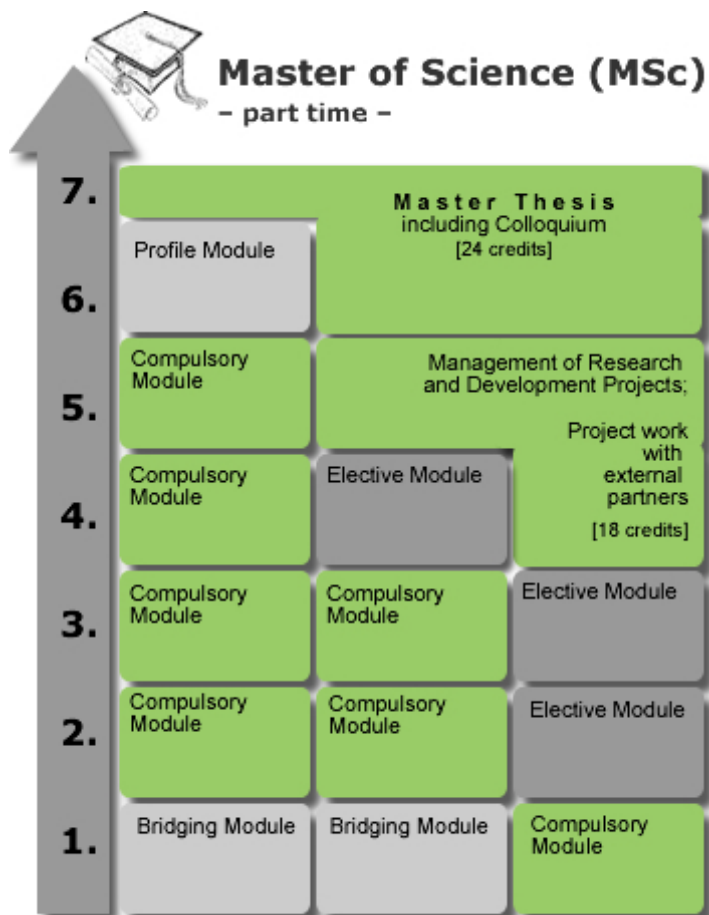 Master of Science (MSc)
– part time –
7.
Master Thesis
including Colloquium
[24 credits]
Profile Module
6.
Compulsory
Module
Management of Research
and Development Projects;
5.
Project work
with
external
partners
[18 credits]
Compulsory
Module
Elective Module
4.
Compulsory
Module
Compulsory
Module
Elective Module
3.
Compulsory
Module
Compulsory
Module
Elective Module
2.
Bridging Module
Bridging Module
Compulsory
Module
1.